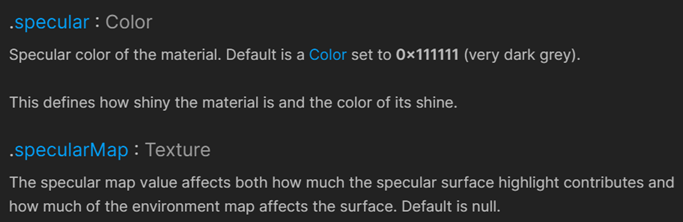 .specular : Color
Specular color of the material. Default is a Color set to 0×111111 (very dark grey).
This defines how shiny the material is and the color of its shine.
.specularMap : Texture
The specular map value affects both how much the specular surface highlight contributes and
how much of the environment map affects the surface. Default is null.